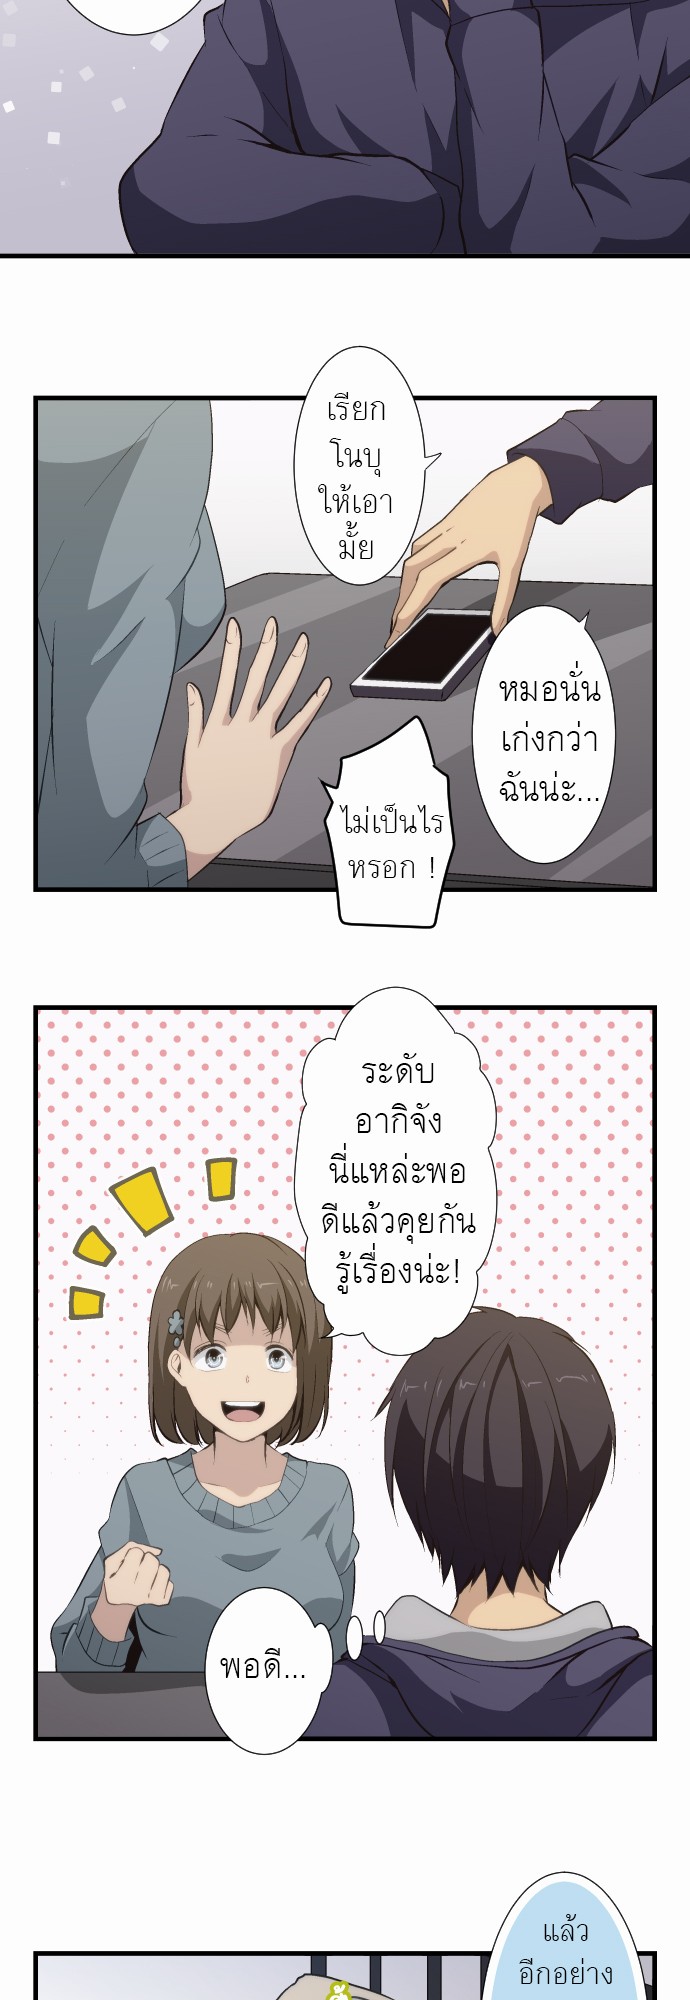 เรียก
โนบุ
ให้เอา
มั้ย
หมอนั่น
เก่งกว่า
ฉันน่ะ...
ไม่เป็นไร
หรอก !
ระดับ
อากิจัง
นี่แหล่ะพอ
ดีแล้วคุยกัน
รู้เรื่องน่ะ!
พอดี...
แล้ว
อีกอย่าง